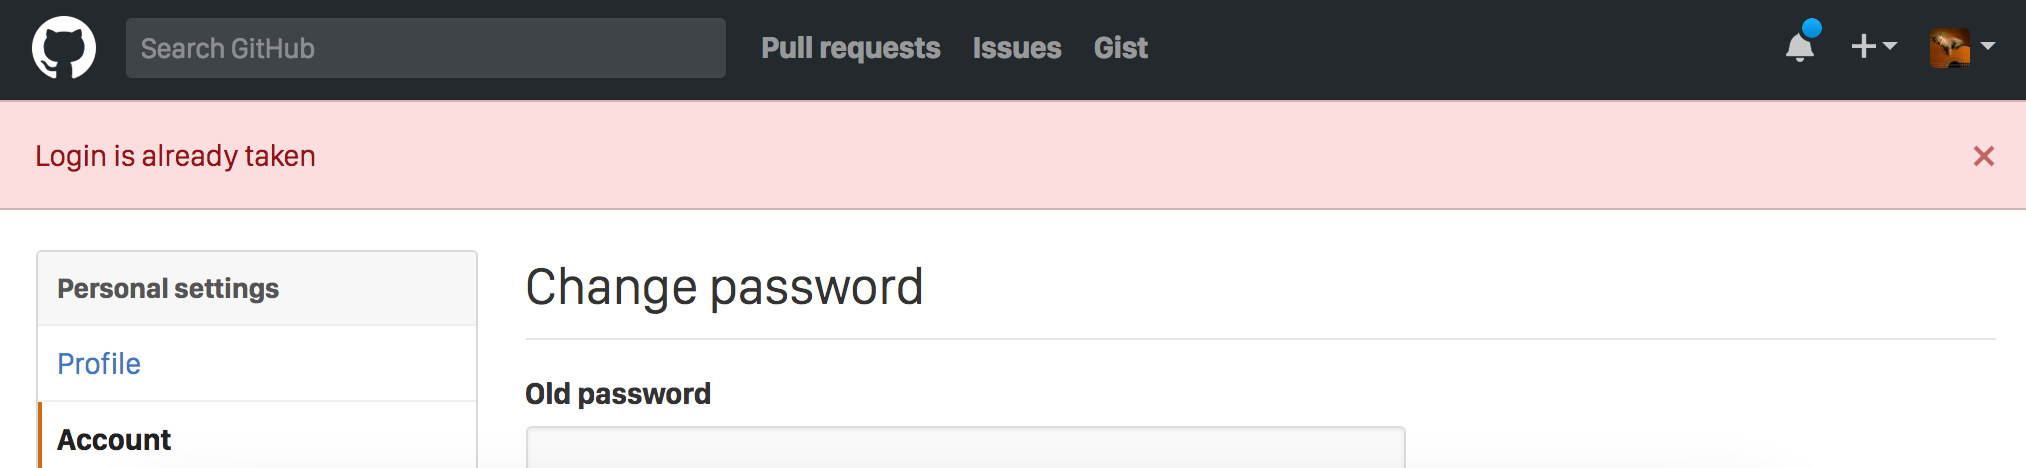 Search GitHub Pull requests Issues Gist
Login is already taken
Personal settings
Profile
Account
Change password
Old password